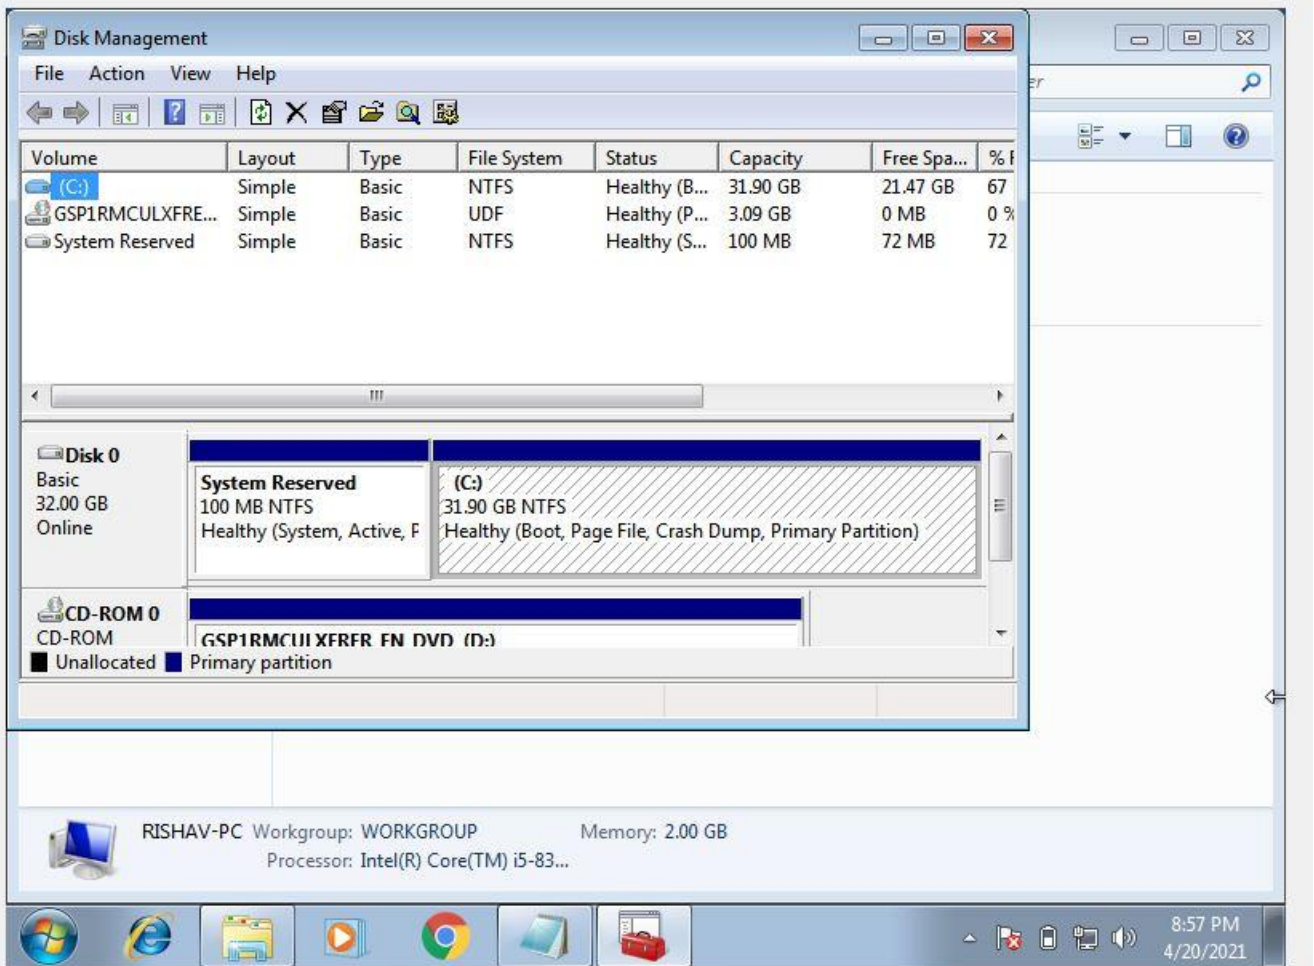 Disk Management
File Action View Help
er
Volume Layout Type File System Status Capacity Free Spa... % F
(C:) Simple Basic NTFS Healthy (B... 31.90 GB 21.47 GB 67
GSP1RMCULXFRE... Simple Basic UDF Healthy (P... 3.09 GB 0 MB 0 %
System Reserved Simple Basic NTFS Healthy (S... 100 MB 72 MB 72
Disk 0
Basic
32.00 GB
Online
System Reserved
100 MB NTFS
Healthy (System, Active, P
(C:)
31.90 GB NTFS
Healthy (Boot, Page File, Crash Dump, Primary Partition)
CD-ROM 0
CD-ROM
GSP1RMCULXFRER_EN_DVD (D:)
Unallocated Primary partition
RISHAV-PC Workgroup: WORKGROUP Memory: 2.00 GB
Processor: Intel(R) Core(TM) i5-83...
8:57 PM
4/20/2021